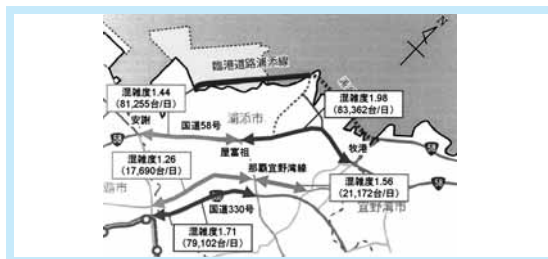 臨港道路浦添線
混雑度1.44
(81,255台/日)
混雑度1.98
(83,362台/日)
安謝
国道58号
浦添市
58
屋富祖
牧港
58
混雑度1.26
(17,690台/日)
那覇宜野湾線
混雑度1.56
(21,172台/日)
覇市
国道330号
宜野湾市
混雑度1.71
(79,102台/日)